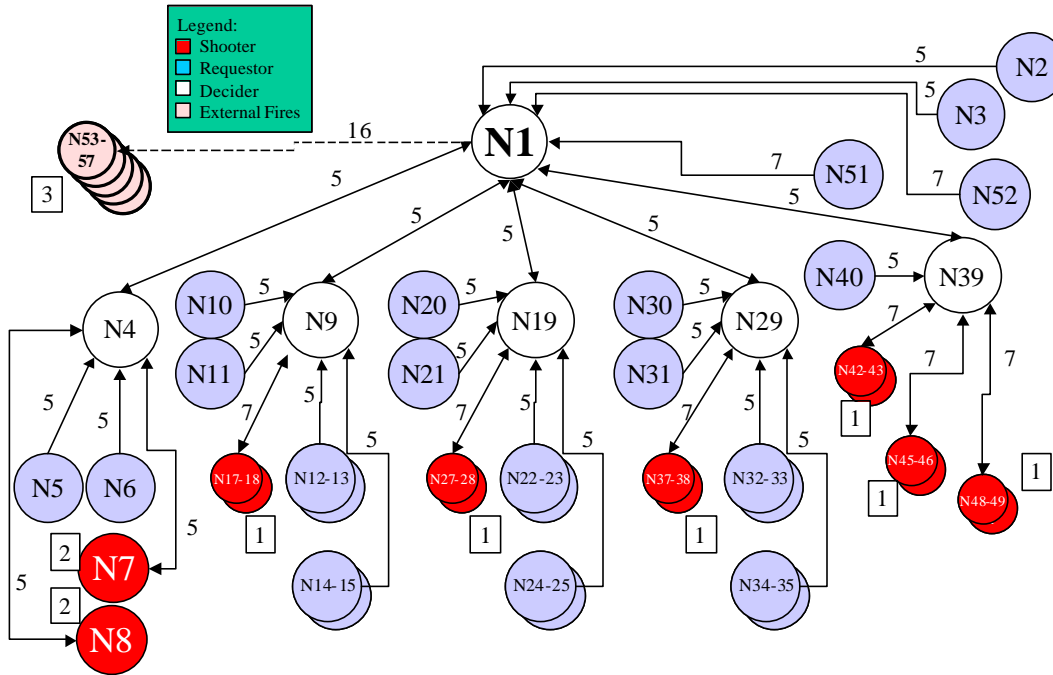 Legend:
Shooter
Requestor
Decider
External Fires
5
N2
5
N3
N1
16
N53-
57
3
7
N51
7
N52
5
5
5
5
5
N40
5
N39
N10
5
N9
N20
5
N19
N30
5
N29
N4
N11
5
N21
5
N31
5
7
7
7
N42-43
1
5
5
7
5
7
5
7
5
5
5
5
N5
N6
N17-18
1
N12-13
N27-28
1
N22-23
N37-38
1
N32-33
N45-46
1
N48-49
1
5
2
N7
5
2
N8
N14-15
N24-25
N34-35